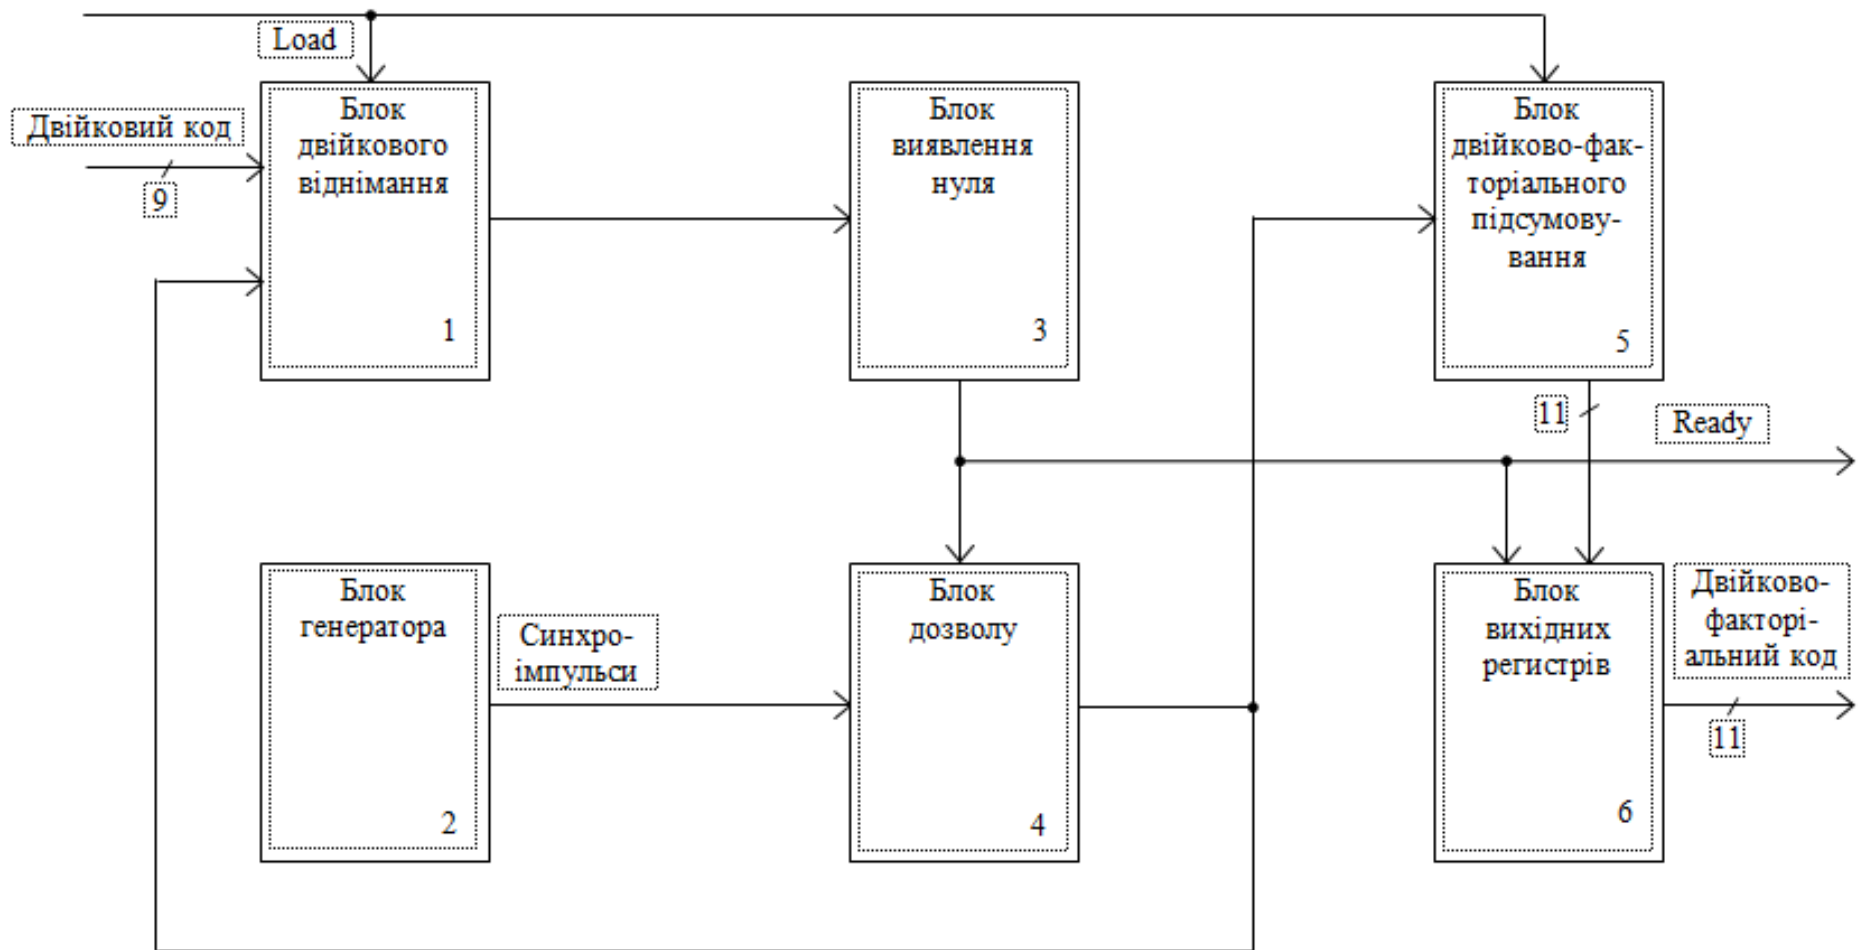 Load
Двійковий код
9
Блок
двійкового
віднімання
1
Блок
виявлення
нуля
3
Блок
двійково-фак-
торіального
підсумову-
вання
5
11
Ready
Блок
генератора
2
Синхро-
імпульси
Блок
дозволу
4
Блок
вихідних
регистрів
6
Двійково-
факторі-
альний код
11